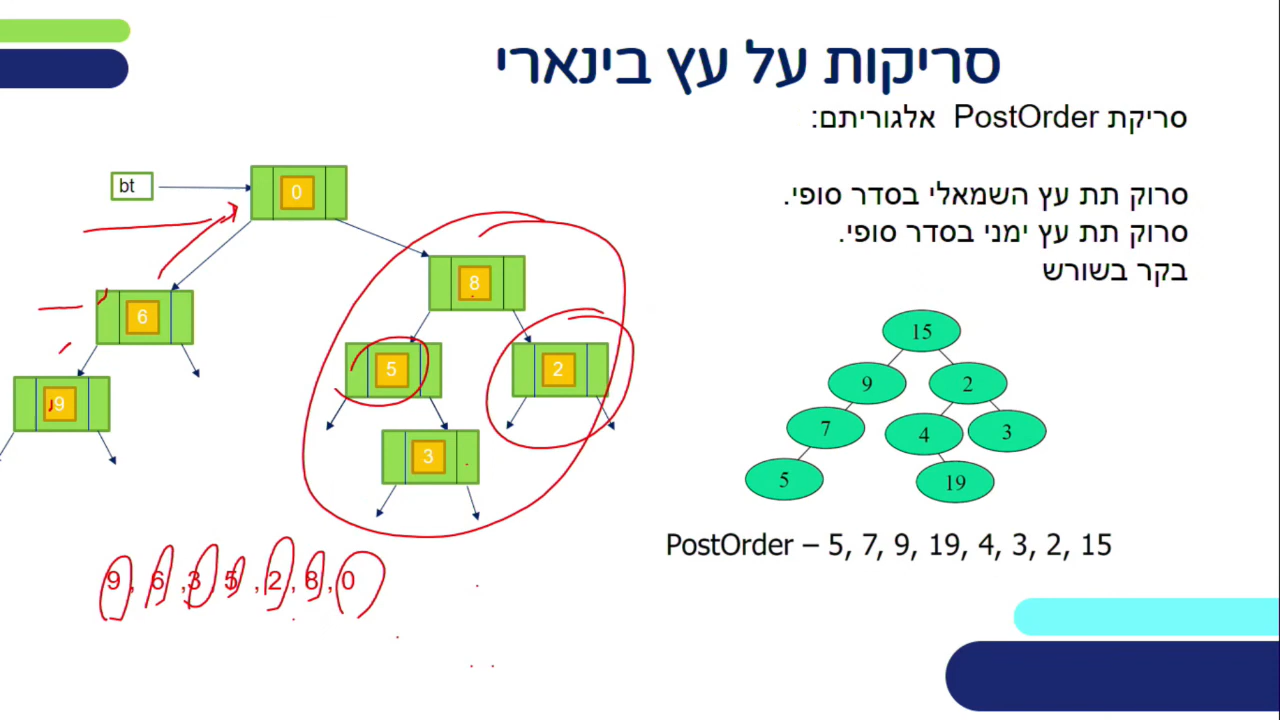 סריקות על עץ בינארי
סריקת PostOrder אלגוריתם:
סרוק תת עץ השמאלי בסדר סופי.
סרוק תת עץ ימני בסדר סופי.
בקר בשורש
bt
0
8
6
5
2
9
3
9, 6, 3, 5, 2, 8, 0
15
9
2
7
4
3
5
19
PostOrder – 5, 7, 9, 19, 4, 3, 2, 15